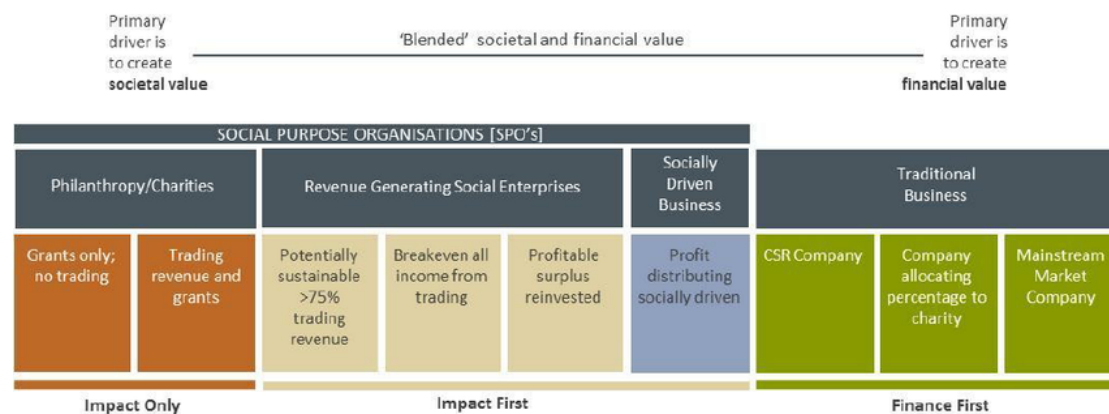 Primary
driver is
to create
societal value
'Blended' societal and financial value
Primary
driver is
to create
financial value
SOCIAL PURPOSE ORGANISATIONS [SPO's]
Philanthropy/Charities
Revenue Generating Social Enterprises
Socially
Driven
Business
Traditional
Business
Grants only;
no trading
Trading
revenue and
grants
Potentially
sustainable
>75%
trading
revenue
Breakeven all
income from
trading
Profitable
surplus
reinvested
Profit
distributing
socially driven
CSR Company
Company
allocating
percentage to
charity
Mainstream
Market
Company
Impact Only
Impact First
Finance First